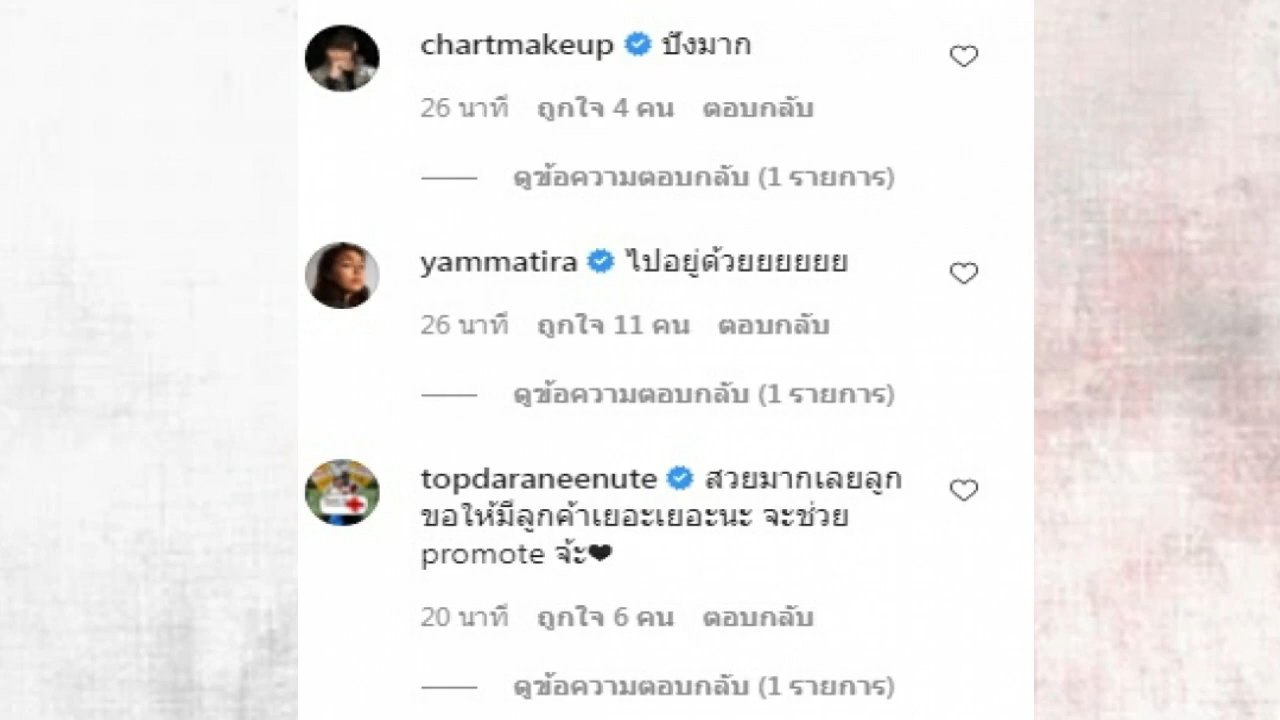 chartmakeup ปังมาก
26 นาที ถูกใจ 4 คน ตอบกลับ
ดูข้อความตอบกลับ (1 รายการ)
yammatira ไปอยู่ด้วยยยยยย
26 นาที ถูกใจ 11 คน ตอบกลับ
ดูข้อความตอบกลับ (1 รายการ)
topdaraneenute สวยมากเลยลูก
ขอให้มีลูกค้าเยอะเยอะนะ จะช่วย
promote จ้ะ❤
20 นาที ถูกใจ 6 คน ตอบกลับ
ดูข้อความตอบกลับ (1 รายการ)